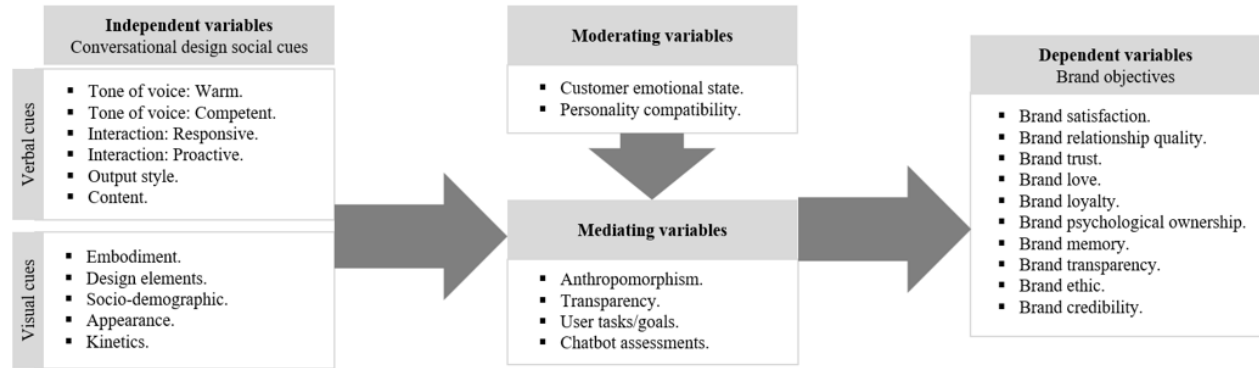 Independent variables
Conversational design social cues
Verbal cues
Tone of voice: Warm.
Tone of voice: Competent.
Interaction: Responsive.
Interaction: Proactive.
Output style.
Content.
Visual cues
Embodiment.
Design elements.
Socio-demographic.
Appearance.
Kinetics.
Moderating variables
Customer emotional state.
Personality compatibility.
Mediating variables
Anthropomorphism.
Transparency.
User tasks/goals.
Chatbot assessments.
Dependent variables
Brand objectives
Brand satisfaction.
Brand relationship quality.
Brand trust.
Brand love.
Brand loyalty.
Brand psychological ownership.
Brand memory.
Brand transparency.
Brand ethic.
Brand credibility.